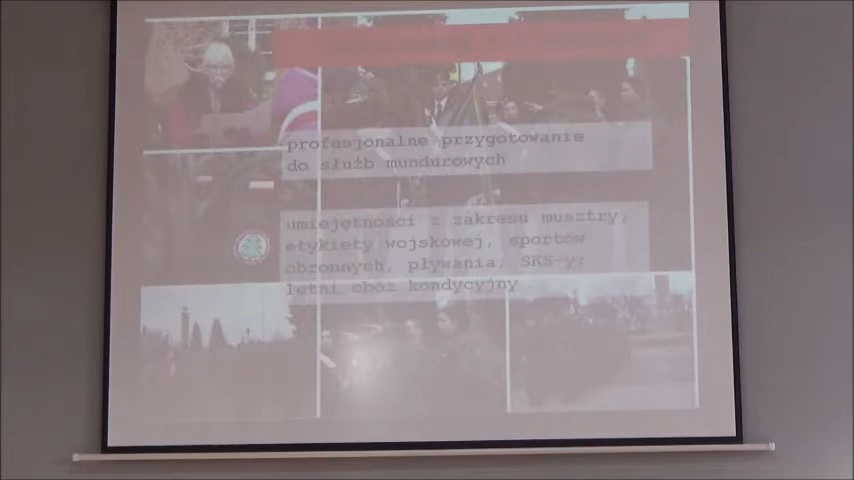 profesjonalne przygotowanie
do służb mundurowych
umiejętności z zakresu musztry,
etykiety wojskowej, sportów
obronnych, pływania; SKS-y;
letni obóz kondycyjny